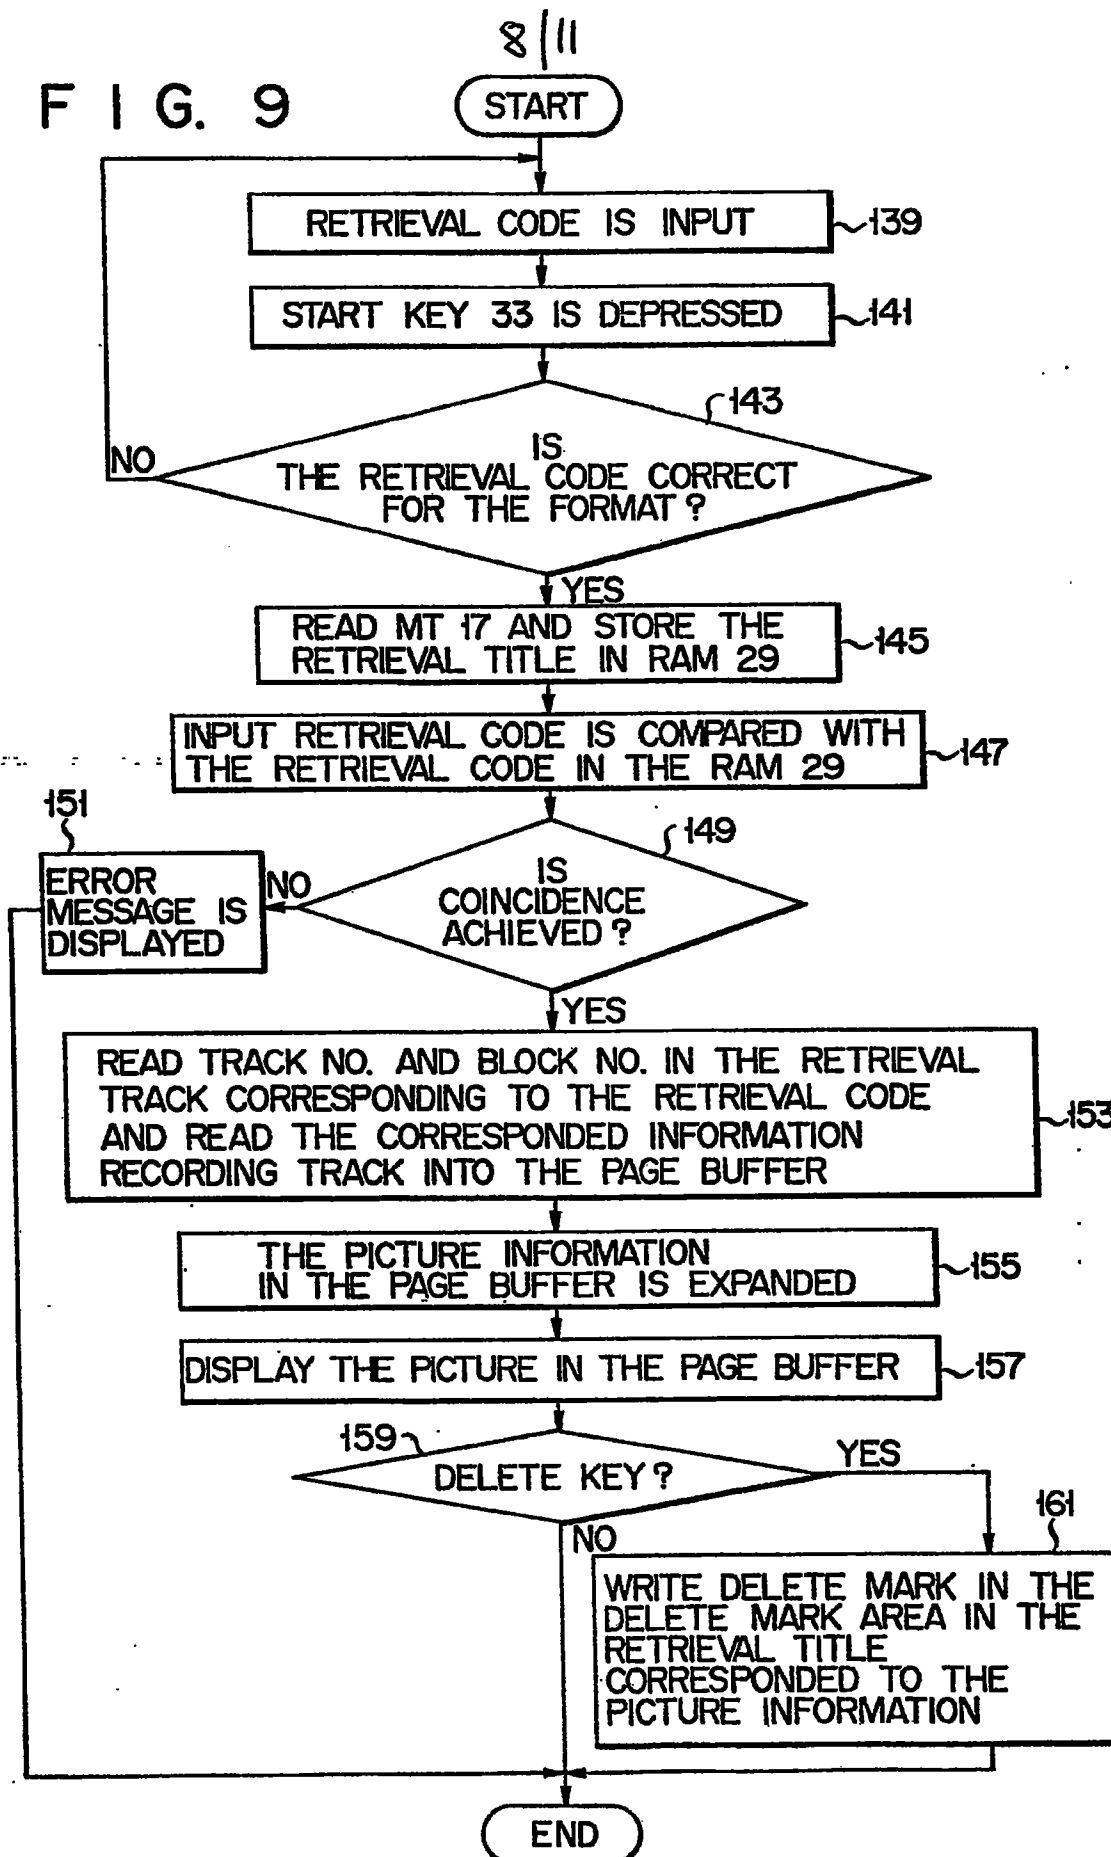 8/11
FIG. 9
START
RETRIEVAL CODE IS INPUT
139
START KEY 33 IS DEPRESSED
141
143
IS
THE RETRIEVAL CODE CORRECT
FOR THE FORMAT?
NO
YES
READ MT 17 AND STORE THE
RETRIEVAL TITLE IN RAM 29
145
INPUT RETRIEVAL CODE IS COMPARED WITH
THE RETRIEVAL CODE IN THE RAM 29
147
151
149
ERROR
MESSAGE IS
DISPLAYED
NO
IS
COINCIDENCE
ACHIEVED?
YES
READ TRACK NO. AND BLOCK NO. IN THE RETRIEVAL
TRACK CORRESPONDING TO THE RETRIEVAL CODE
AND READ THE CORRESPONDED INFORMATION
RECORDING TRACK INTO THE PAGE BUFFER
153
THE PICTURE INFORMATION
IN THE PAGE BUFFER IS EXPANDED
155
DISPLAY THE PICTURE IN THE PAGE BUFFER
157
159
DELETE KEY?
YES
NO
161
WRITE DELETE MARK IN THE
DELETE MARK AREA IN THE
RETRIEVAL TITLE
CORRESPONDED TO THE
PICTURE INFORMATION
END